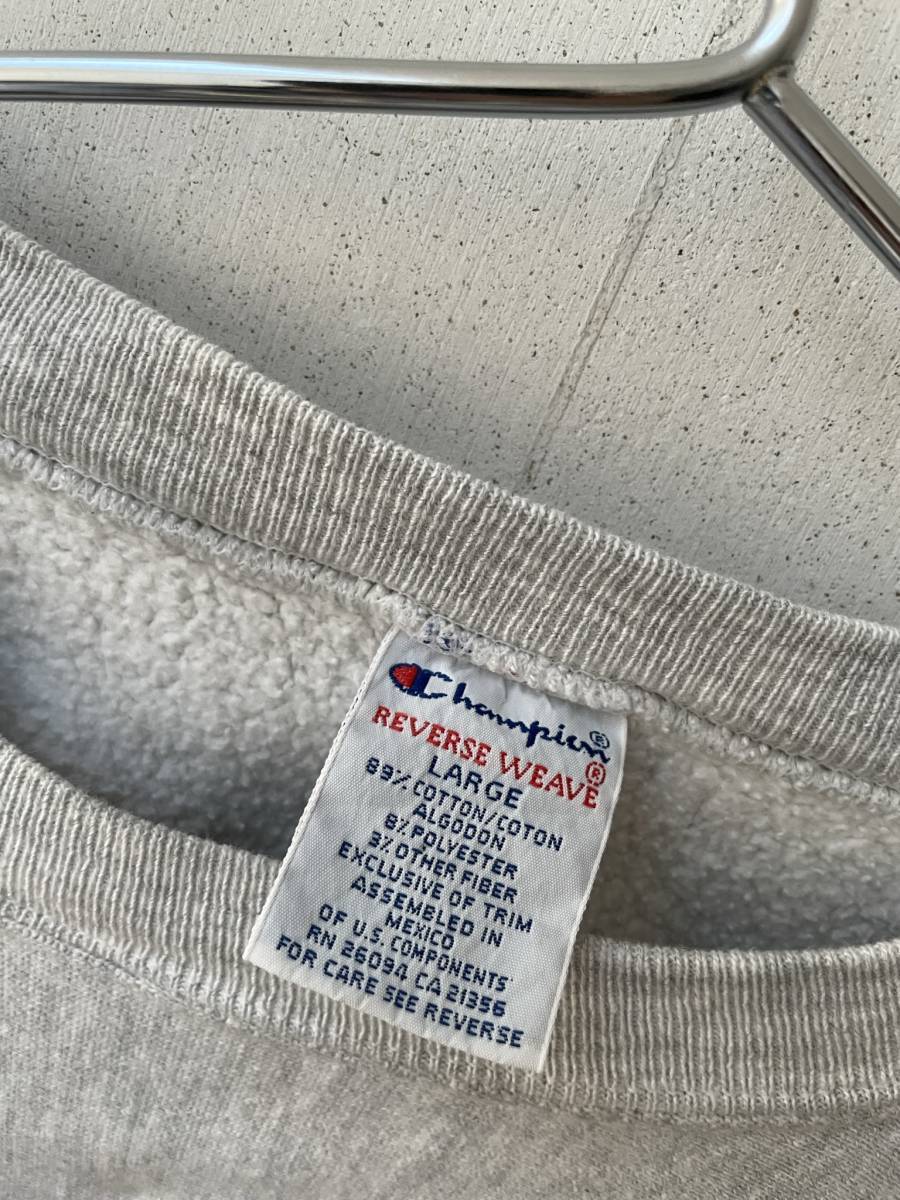 Champion®
REVERSE WEAVE®
LARGE
89% COTTON/COTON
ALGODON
8% POLYESTER
3% OTHER FIBER
EXCLUSIVE OF TRIM
ASSEMBLED IN
MEXICO
OF U.S. COMPONENTS
RN 26094 CA 21356
FOR CARE SEE REVERSE